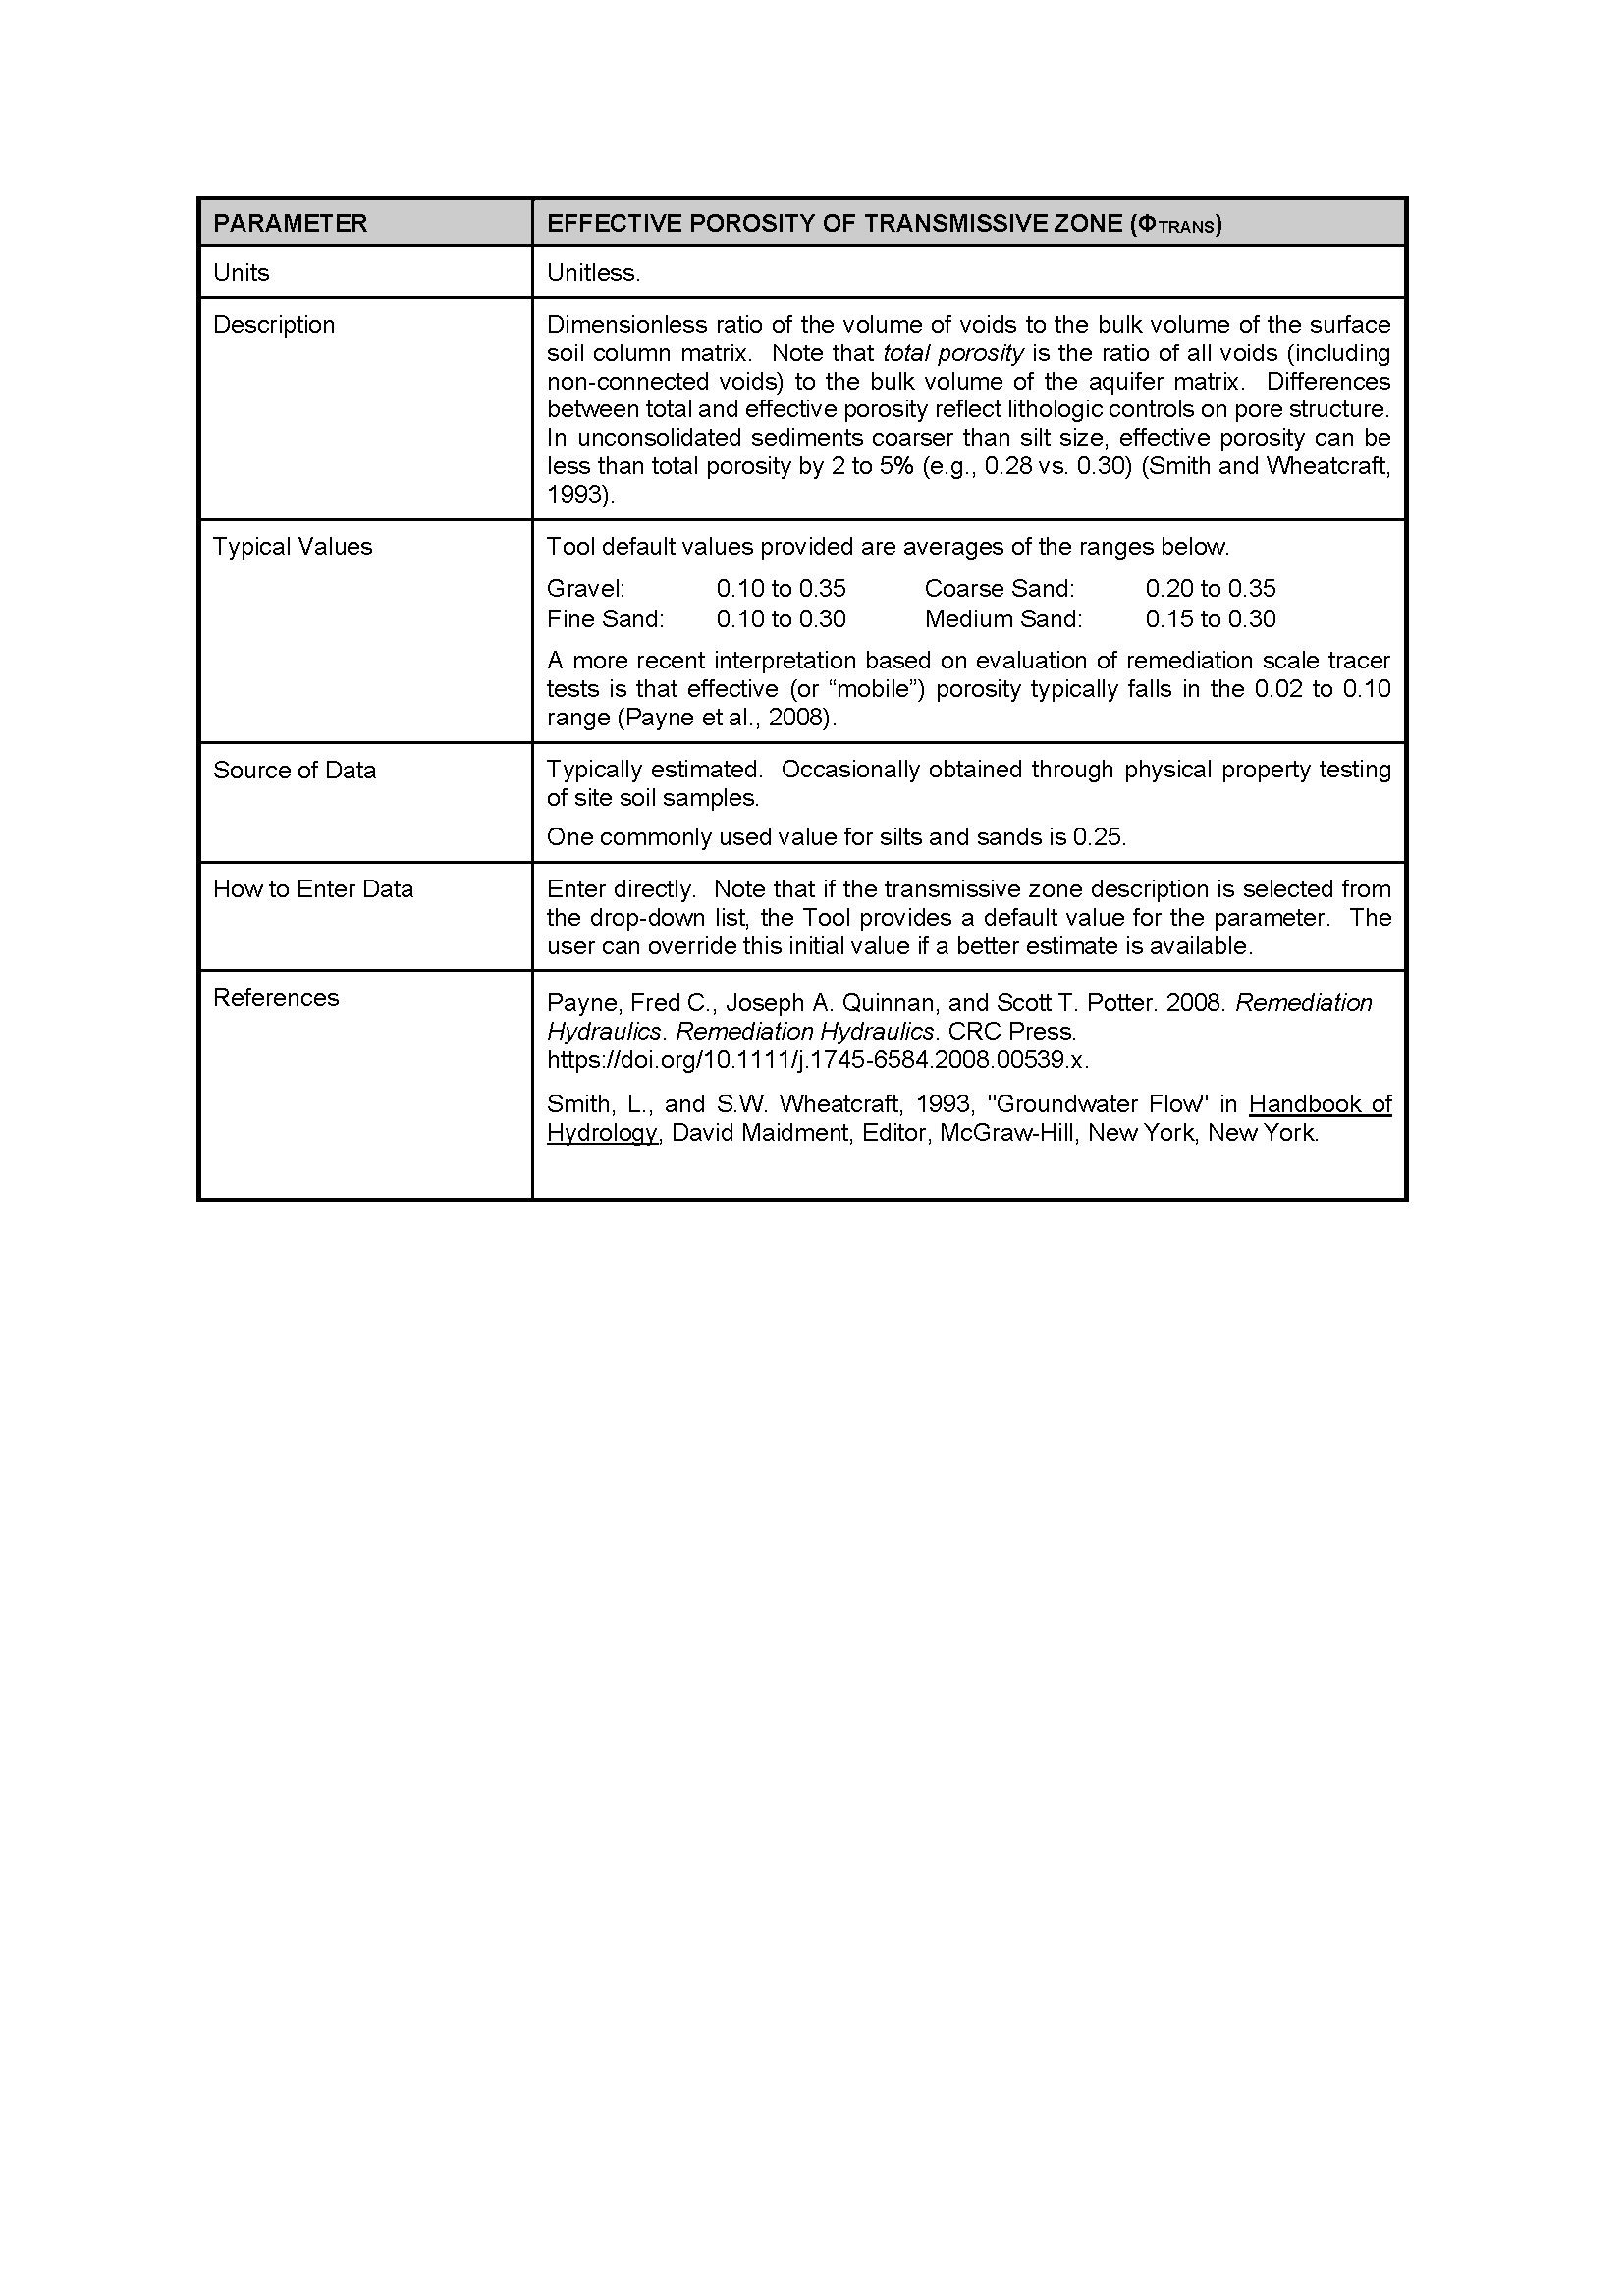 PARAMETER EFFECTIVE POROSITY OF TRANSMISSIVE ZONE (ΦTRANS)
Units Unitless.
Description Dimensionless ratio of the volume of voids to the bulk volume of the surface
soil column matrix. Note that total porosity is the ratio of all voids (including
non-connected voids) to the bulk volume of the aquifer matrix. Differences
between total and effective porosity reflect lithologic controls on pore structure.
In unconsolidated sediments coarser than silt size, effective porosity can be
less than total porosity by 2 to 5% (e.g., 0.28 vs. 0.30) (Smith and Wheatcraft,
1993).
Typical Values Tool default values provided are averages of the ranges below.
Gravel: 0.10 to 0.35 Coarse Sand: 0.20 to 0.35
Fine Sand: 0.10 to 0.30 Medium Sand: 0.15 to 0.30
A more recent interpretation based on evaluation of remediation scale tracer
tests is that effective (or “mobile”) porosity typically falls in the 0.02 to 0.10
range (Payne et al., 2008).
Source of Data Typically estimated. Occasionally obtained through physical property testing
of site soil samples.
One commonly used value for silts and sands is 0.25.
How to Enter Data Enter directly. Note that if the transmissive zone description is selected from
the drop-down list, the Tool provides a default value for the parameter. The
user can override this initial value if a better estimate is available.
References Payne, Fred C., Joseph A. Quinnan, and Scott T. Potter. 2008. Remediation
Hydraulics. Remediation Hydraulics. CRC Press.
https://doi.org/10.1111/j.1745-6584.2008.00539.x.
Smith, L., and S.W. Wheatcraft, 1993, "Groundwater Flow" in Handbook of
Hydrology, David Maidment, Editor, McGraw-Hill, New York, New York.